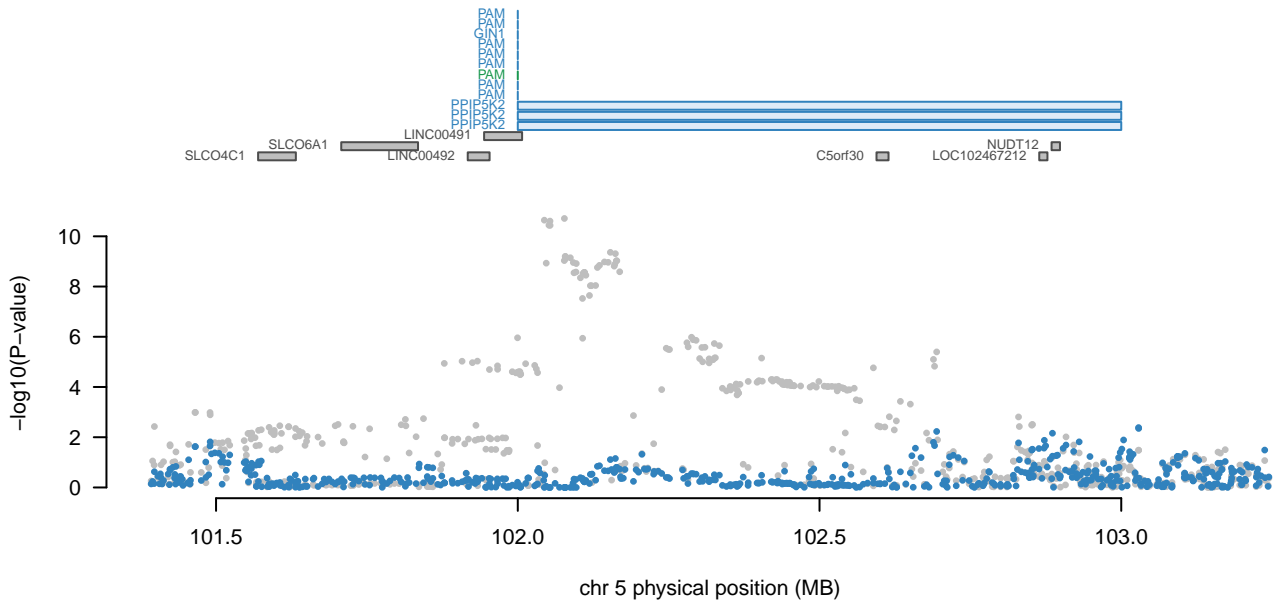 PAM
PAM
GIN1
PAM
PAM
PAM
PAM
PAM
PAM
PPIP5K2
PPIP5K2
PPIP5K2
LINC00491
SLCO6A1
NUDT12
SLCO4C1
LINC00492
C5orf30
LOC102467212
−log10(P−value)
10
8
6
4
2
0
101.5
102.0
102.5
103.0
chr 5 physical position (MB)